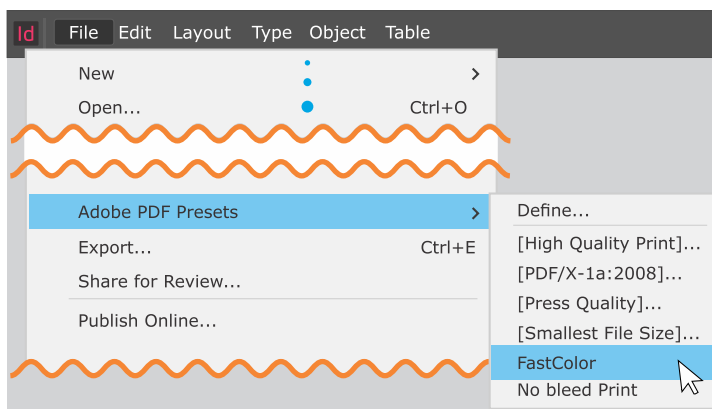 Id File Edit Layout Type Object Table
New
Open... Ctrl+O
Adobe PDF Presets
Export... Ctrl+E
Share for Review...
Publish Online...
Define...
[High Quality Print]...
[PDF/X-1a:2008]...
[Press Quality]...
[Smallest File Size]...
FastColor
No bleed Print